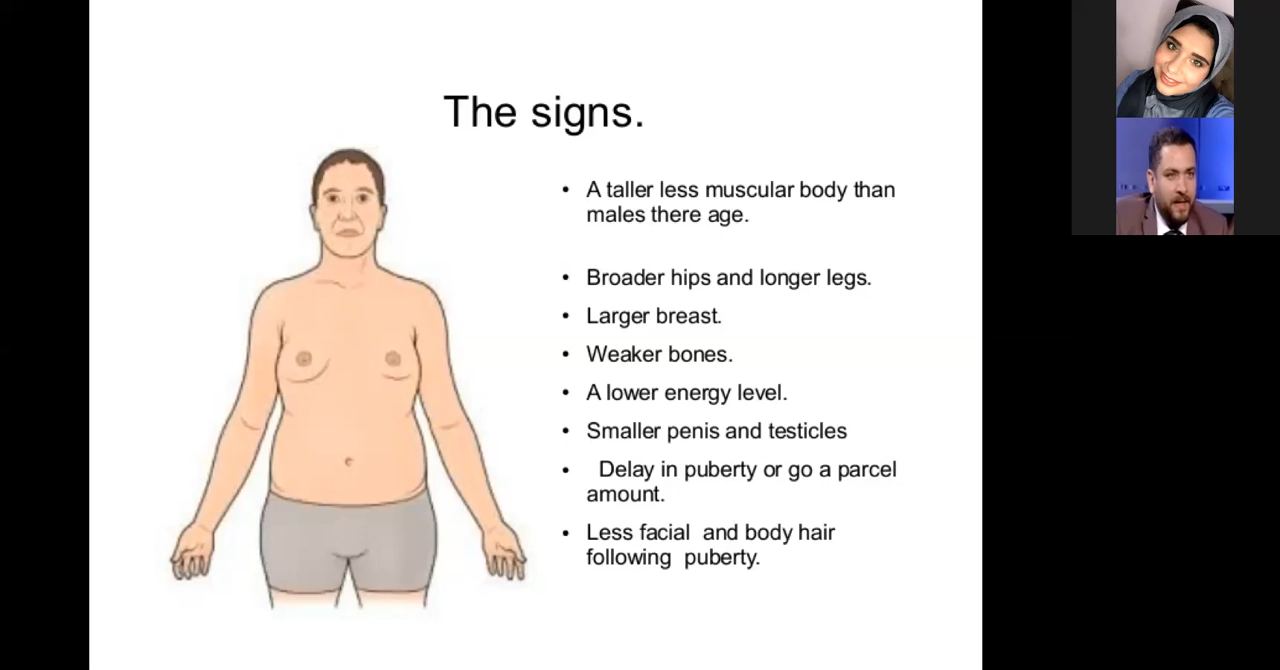 The signs.
• A taller less muscular body than
males there age.
• Broader hips and longer legs.
• Larger breast.
• Weaker bones.
• A lower energy level.
• Smaller penis and testicles
• Delay in puberty or go a parcel
amount.
• Less facial and body hair
following puberty.